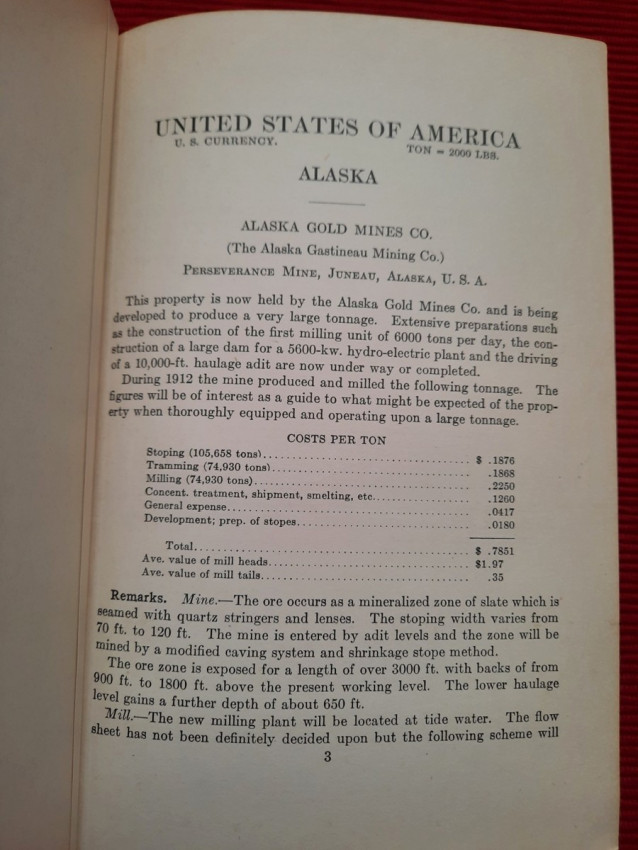 UNITED STATES OF AMERICA
U. S. CURRENCY. TON = 2000 LBS.
ALASKA
ALASKA GOLD MINES CO.
(The Alaska Gastineau Mining Co.)
PERSEVERANCE MINE, JUNEAU, ALASKA, U. S. A.
This property is now held by the Alaska Gold Mines Co. and is being
developed to produce a very large tonnage. Extensive preparations such
as the construction of the first milling unit of 6000 tons per day, the con-
struction of a large dam for a 5600-kw. hydro-electric plant and the driving
of a 10,000-ft. haulage adit are now under way or completed.
During 1912 the mine produced and milled the following tonnage. The
figures will be of interest as a guide to what might be expected of the prop-
erty when thoroughly equipped and operating upon a large tonnage.
COSTS PER TON
Stoping (105,658 tons) $ .1876
Tramming (74,930 tons) .1868
Milling (74,930 tons) .2250
Concent. treatment, shipment, smelting, etc. .1260
General expense .0417
Development; prep. of stopes .0180
Total $ .7851
Ave. value of mill heads $1.97
Ave. value of mill tails .35
Remarks. Mine.—The ore occurs as a mineralized zone of slate which is
seamed with quartz stringers and lenses. The stoping width varies from
70 ft. to 120 ft. The mine is entered by adit levels and the zone will be
mined by a modified caving system and shrinkage stope method.
The ore zone is exposed for a length of over 3000 ft. with backs of from
900 ft. to 1800 ft. above the present working level. The lower haulage
level gains a further depth of about 650 ft.
Mill.—The new milling plant will be located at tide water. The flow
sheet has not been definitely decided upon but the following scheme will
3